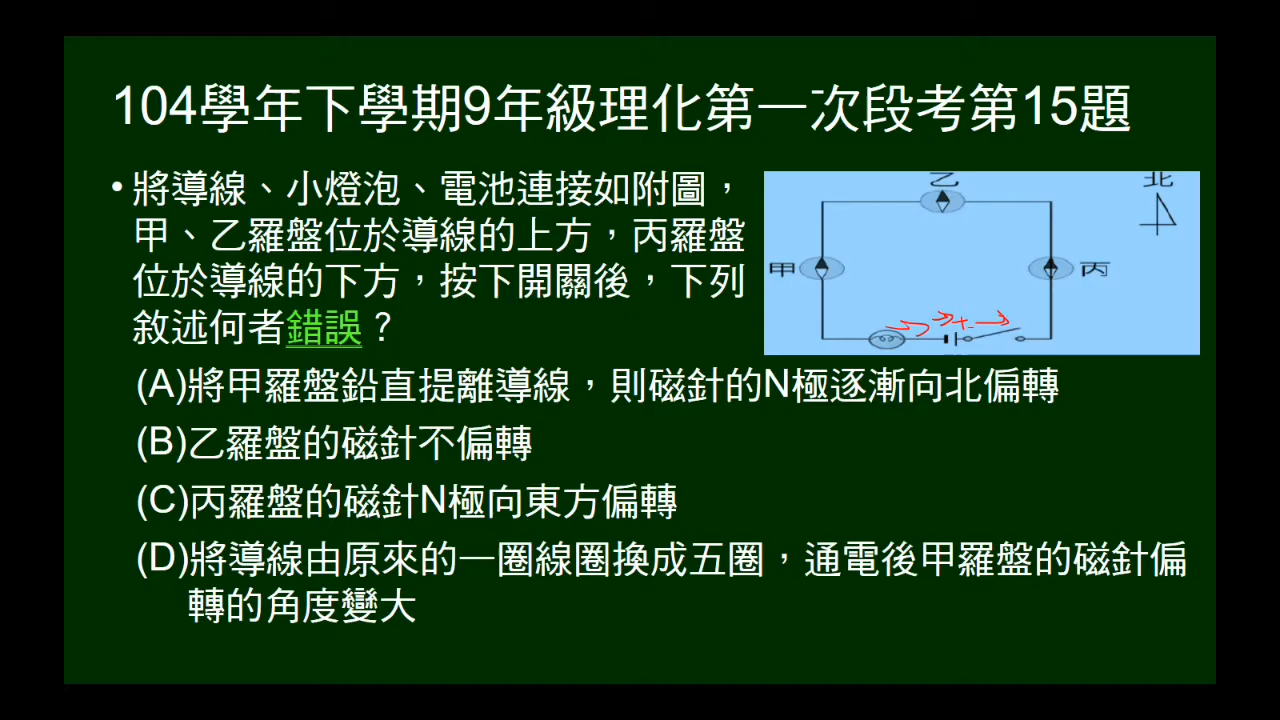 104學年下學期9年級理化第一次段考第15題
• 將導線、小燈泡、電池連接如附圖，
甲、乙羅盤位於導線的上方，丙羅盤
位於導線的下方，按下開關後，下列
敘述何者錯誤？
(A)將甲羅盤鉛直提離導線，則磁針的N極逐漸向北偏轉
(B)乙羅盤的磁針不偏轉
(C)丙羅盤的磁針N極向東方偏轉
(D)將導線由原來的一圈線圈換成五圈，通電後甲羅盤的磁針偏
轉的角度變大
乙
北
甲
丙
+